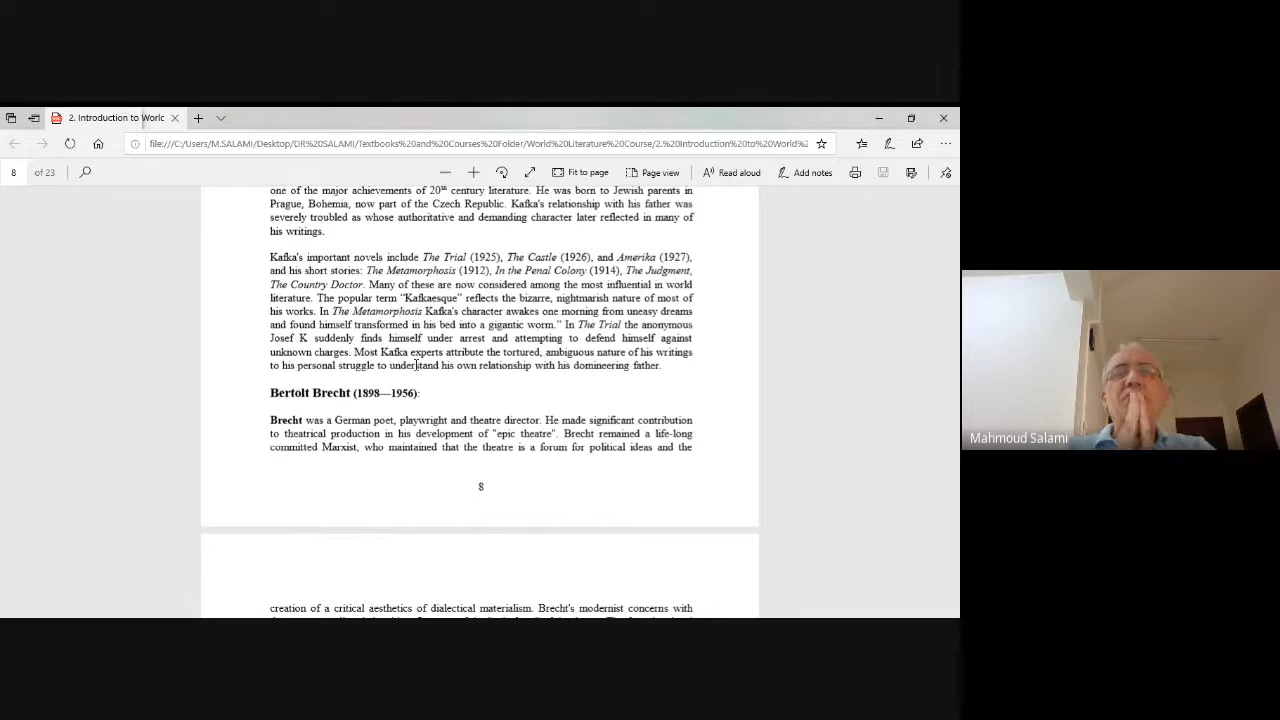 2. Introduction to World
file:///C:/Users/M.SALAMI/Desktop/DR%20SALAMI/Textbooks%20and%20Courses%20Folder/World%20Literature%20Course/2.%20Introduction%20to%20World%2
8 of 23 Fit to page Page view Read aloud Add notes
one of the major achievements of 20th century literature. He was born to Jewish parents in
Prague, Bohemia, now part of the Czech Republic. Kafka's relationship with his father was
severely troubled as whose authoritative and demanding character later reflected in many of
his writings.
Kafka's important novels include The Trial (1925), The Castle (1926), and Amerika (1927),
and his short stories: The Metamorphosis (1912), In the Penal Colony (1914), The Judgment,
The Country Doctor. Many of these are now considered among the most influential in world
literature. The popular term “Kafkaesque” reflects the bizarre, nightmarish nature of most of
his works. In The Metamorphosis Kafka's character awakes one morning from uneasy dreams
and found himself transformed in his bed into a gigantic worm.” In The Trial the anonymous
Josef K suddenly finds himself under arrest and attempting to defend himself against
unknown charges. Most Kafka experts attribute the tortured, ambiguous nature of his writings
to his personal struggle to understand his own relationship with his domineering father.
Bertolt Brecht (1898—1956):
Brecht was a German poet, playwright and theatre director. He made significant contribution
to theatrical production in his development of "epic theatre". Brecht remained a life-long
committed Marxist, who maintained that the theatre is a forum for political ideas and the
8
creation of a critical aesthetics of dialectical materialism. Brecht's modernist concerns with
Mahmoud Salami